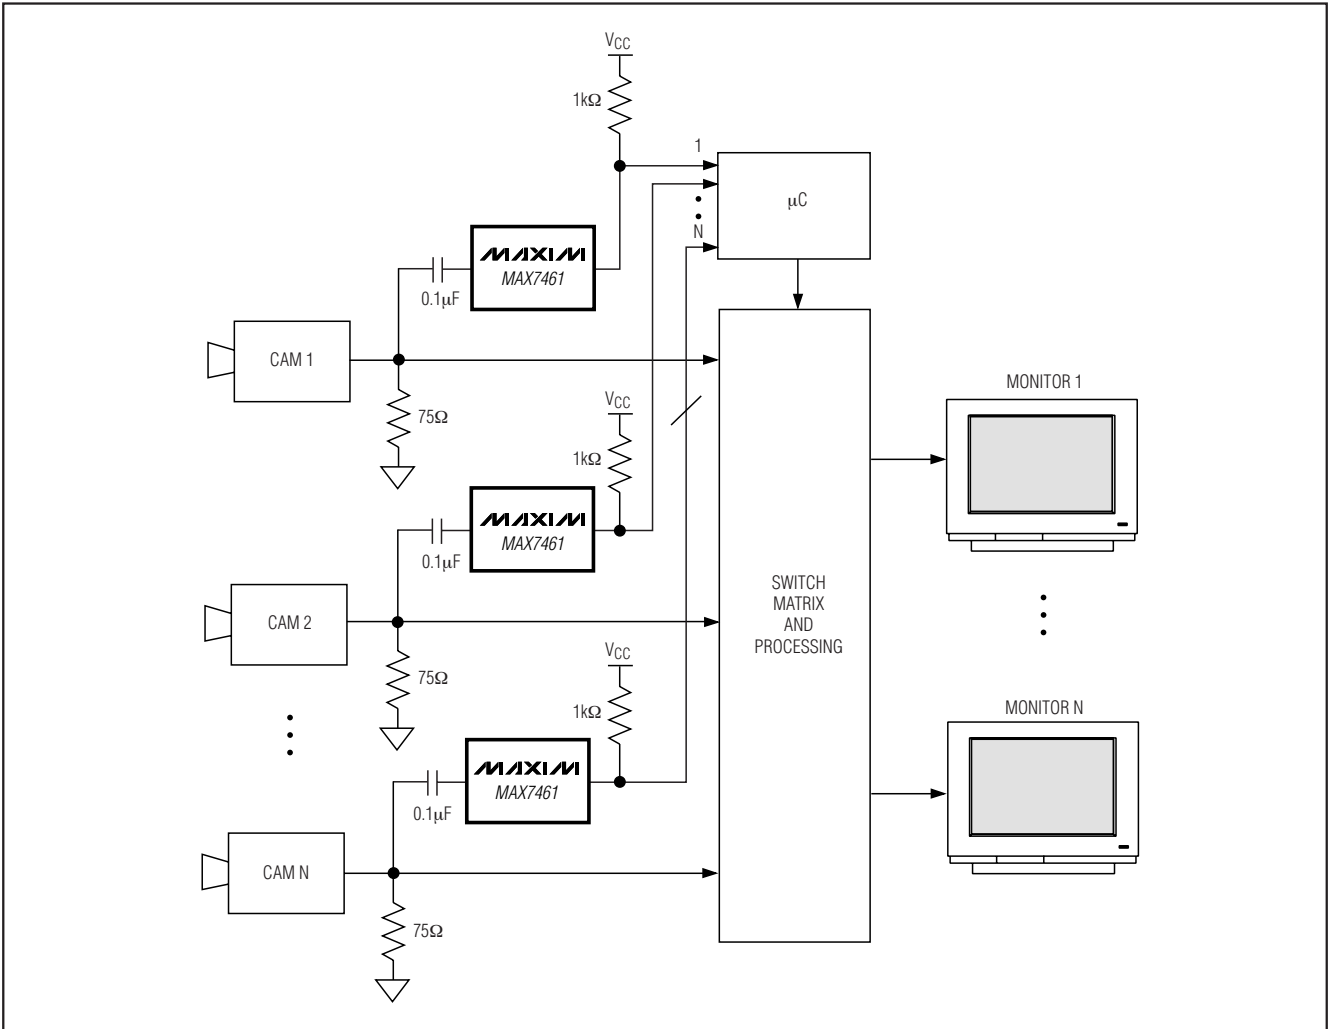 VCC
1kΩ
1
μC
N
MAXIM
MAX7461
0.1μF
CAM 1
75Ω
VCC
1kΩ
MAXIM
MAX7461
0.1μF
CAM 2
75Ω
VCC
1kΩ
MAXIM
MAX7461
0.1μF
CAM N
75Ω
SWITCH
MATRIX
AND
PROCESSING
MONITOR 1
MONITOR N